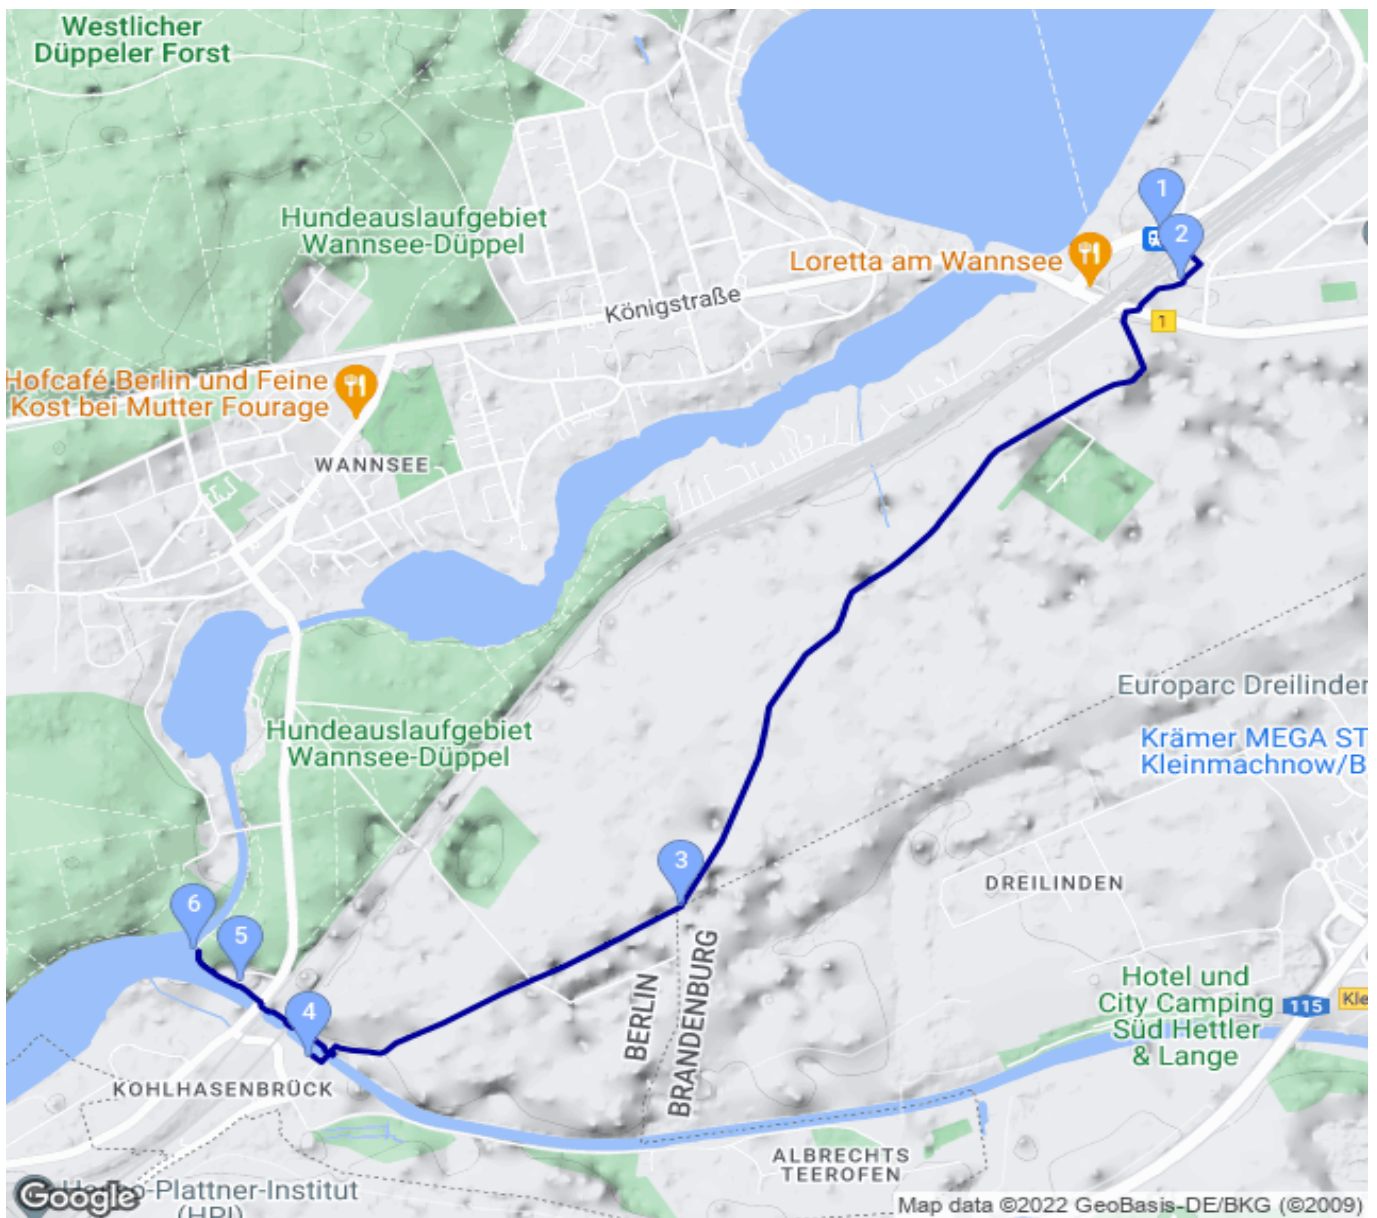 Westlicher
Düppeler Forst
Hundeauslaufgebiet
Wannsee-Düppel
1
2
Loretta am Wannsee
Königstraße
1
Hofcafé Berlin und Feine
Kost bei Mutter Fourage
WANNSEE
Europarc Dreilinden
Hundeauslaufgebiet
Wannsee-Düppel
Krämer MEGA ST
Kleinmachnow/B
3
DREILINDEN
6
5
BERLIN
BRANDENBURG
4
Hotel und
City Camping
Süd Hettler
& Lange
115
Kle
KOHLHASENBRÜCK
ALBRECHTS
TEEROFEN
Google
-Plattner-Institut
(HPI)
Map data ©2022 GeoBasis-DE/BKG (©2009)